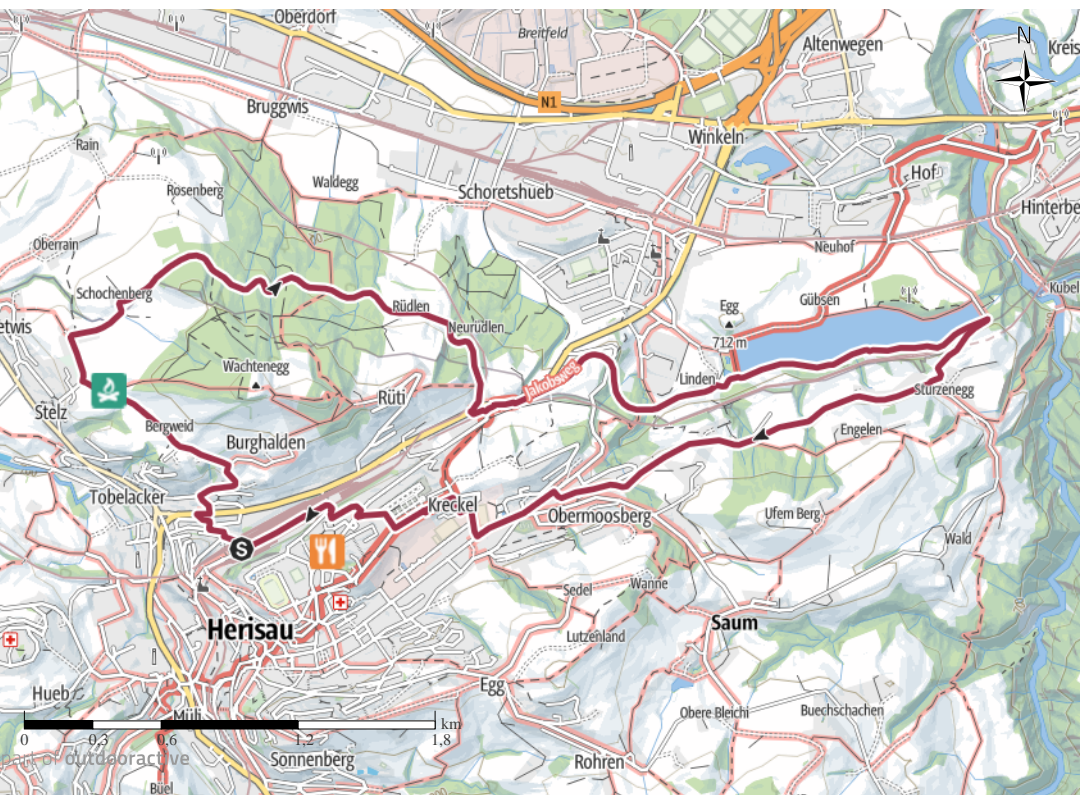 Oberdorf
Breitfeld
Altenwegen
N
Kreis
N1
Bruggwis
Winkeln
Rain
Waldegg
Rosenberg
Schoretshueb
Hof
Hinterbe
Oberrain
Neuhof
Schochenberg
Rüdlen
Gübsen
Kubel
Egg
712 m
etwis
Neurüdlen
Wachtenegg
Jakobsweg
Linden
Sturzenegg
Stelz
Rüti
Bergweid
Burghalden
Engelen
Tobelacker
Kreckel
Obermoosberg
Ufem Berg
Wald
S
Sedel
Wanne
Herisau
Lutzenland
Saum
Hueb
Egg
Müli
Obere Bleichi
Buechschachen
km
0 0,3 0,6 1,2 1,8
part of outdooractive
Sonnenberg
Rohren
Büel